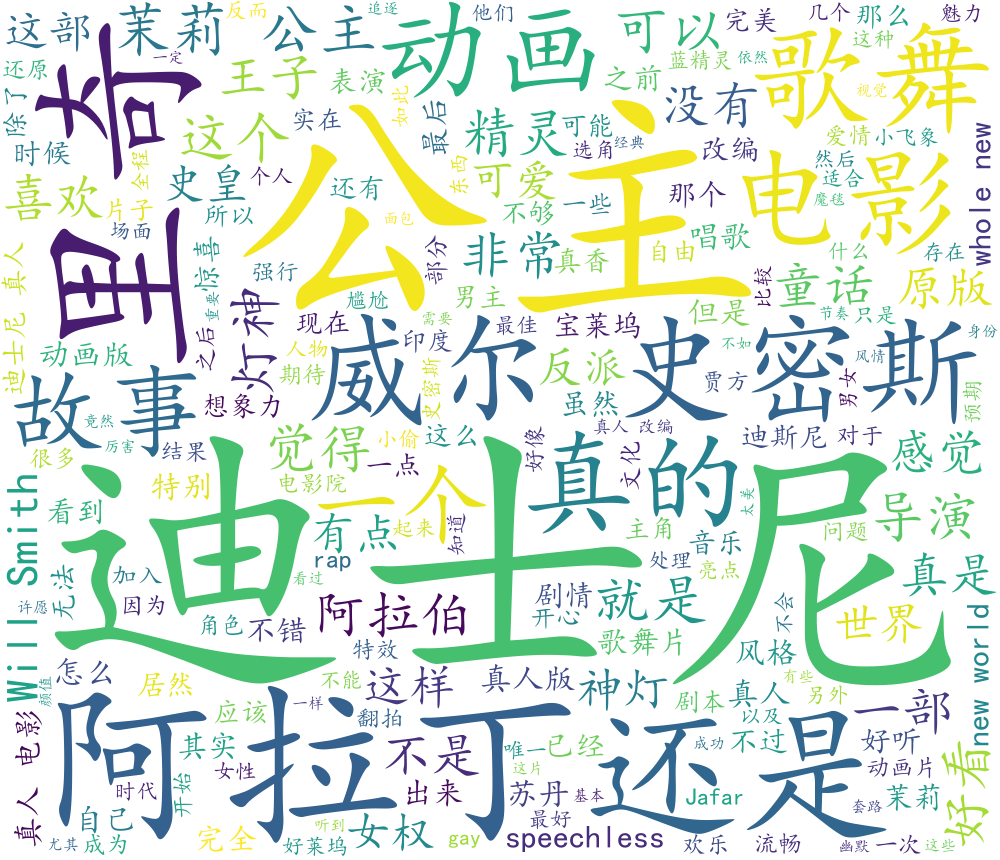 这部
茉莉
公主
动画
可以
完美
几个
那么
魅力
反而
追逐
他们
这种
还原
一定
里奇
王子
表演
之前
蓝精灵
依然
歌舞
除了
时候
这个
实在
如此
最后
精灵
可能
没有
选角
经典
改编
爱情
小飞象
视觉
然后
适合
魔毯
whole new
喜欢
史皇
个人
还有
公主
东西
可爱
那个
电影
片子
全程
所以
面包
不够
一些
场面
惊喜
重要
强行
部分
非常
真香
自由
唱歌
什么
存在
迪士尼 真人
灯神
尴尬
男主
比较
童话
原版
但是
之后
现在
需要
最佳
宝莱坞
节奏
只是
动画版
人物
印度
威尔史密斯
不如
风情
身份
期待
史密斯
反派
贾方
男女
预期
故事
想象力
虽然
竟然
厉害
小偷
这么
好像
真人 改编
迪斯尼
对于
很多
结果
觉得
一点
文化
感觉
特别
电影院
一个
真的
太美
看到
有点
起来
知道
主角
音乐
问题
导演
迪士尼
Will Smith
无法
加入
rap
看过
处理
亮点
真是
许愿
因为
阿拉伯
剧情
开心
就是
不会
世界
角色
不错
歌舞片
特效
风格
new world
怎么
颜值
居然
不能
这样
真人版
神灯
剧本
真人
有些
另外
一部
真人 电影
应该
一样
翻拍
以及
阿拉丁
还是
其实
不是
唯一
已经
成功
不过
好听
好看
女性
这片
动画片
时代
开始
出来
苏丹
基本
Jafar
套路
茉莉
自己
最好
尤其
成为
完全
好莱坞
听到
女权
gay
speechless
欢乐
流畅
幽默
一次
这些